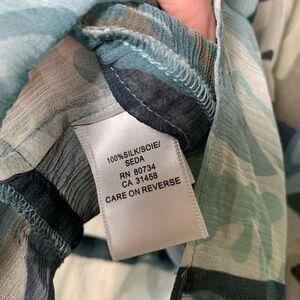 100%SILK/SOIE/
SEDA
RN 80734
CA 31458
CARE ON REVERSE